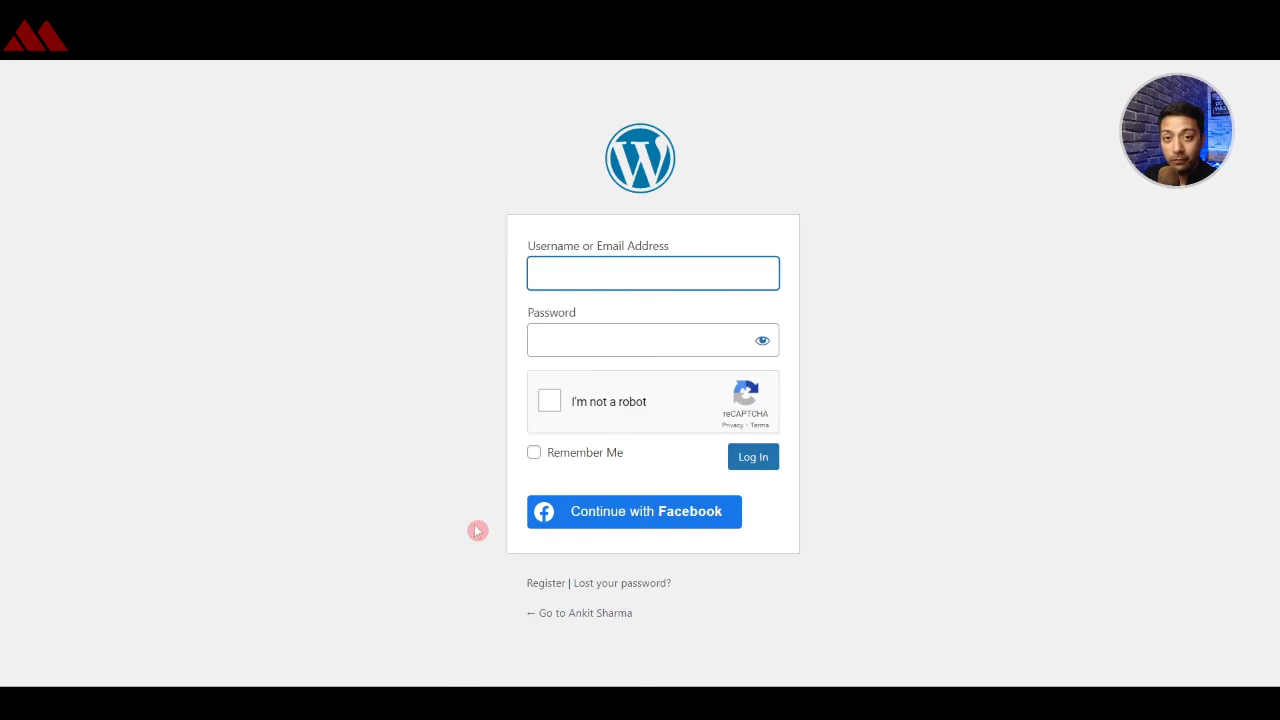 Username or Email Address
Password
I'm not a robot
reCAPTCHA
Privacy - Terms
Remember Me
Log In
Continue with Facebook
Register | Lost your password?
← Go to Ankit Sharma